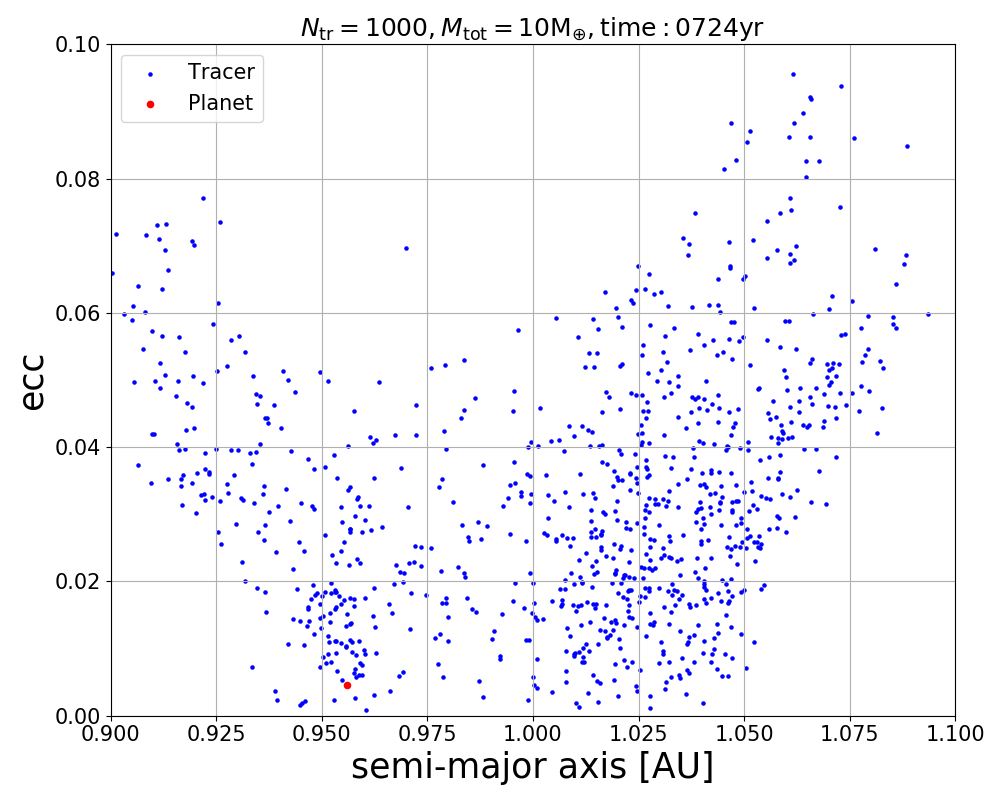 N_tr = 1000, M_tot = 10M_⊕, time : 0724yr
0.10
Tracer
Planet
0.08
0.06
ecc
0.04
0.02
0.00
0.900 0.925 0.950 0.975 1.000 1.025 1.050 1.075 1.100
semi-major axis [AU]